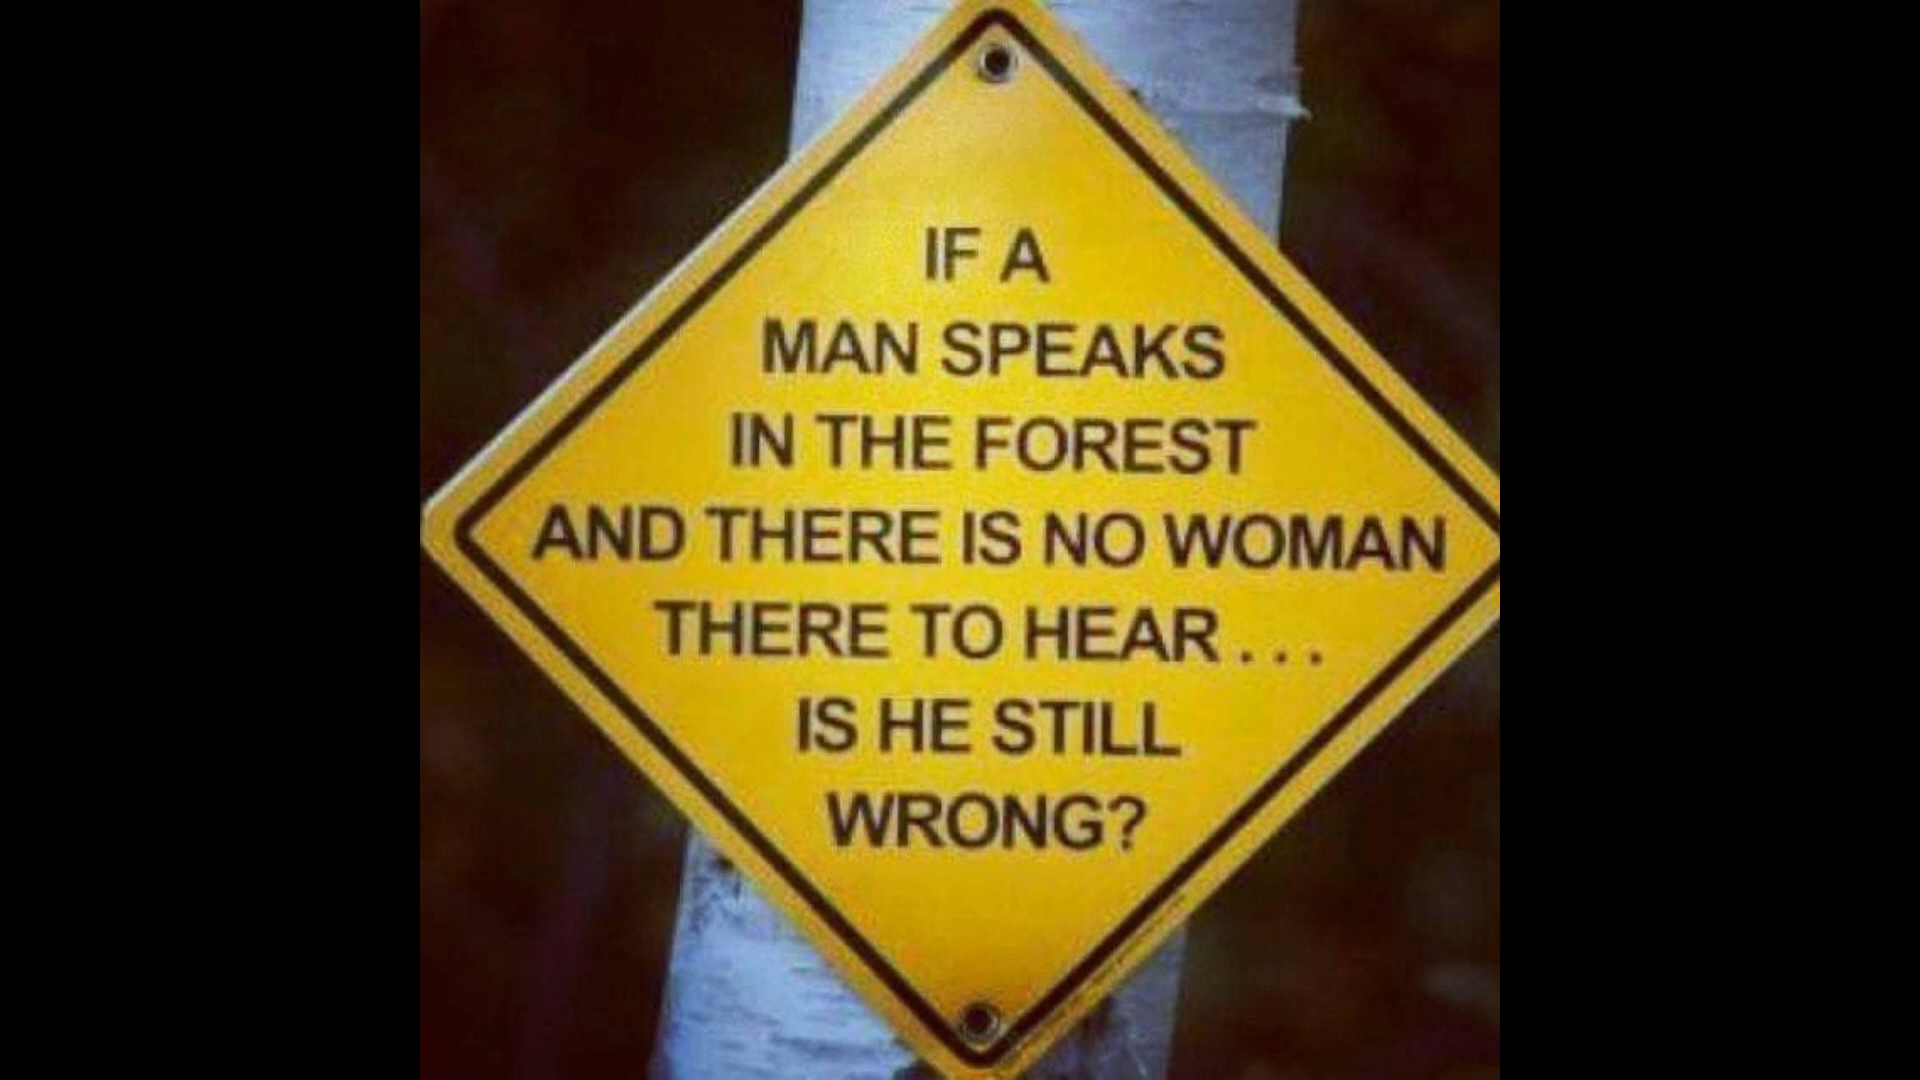 IF A
MAN SPEAKS
IN THE FOREST
AND THERE IS NO WOMAN
THERE TO HEAR...
IS HE STILL
WRONG?